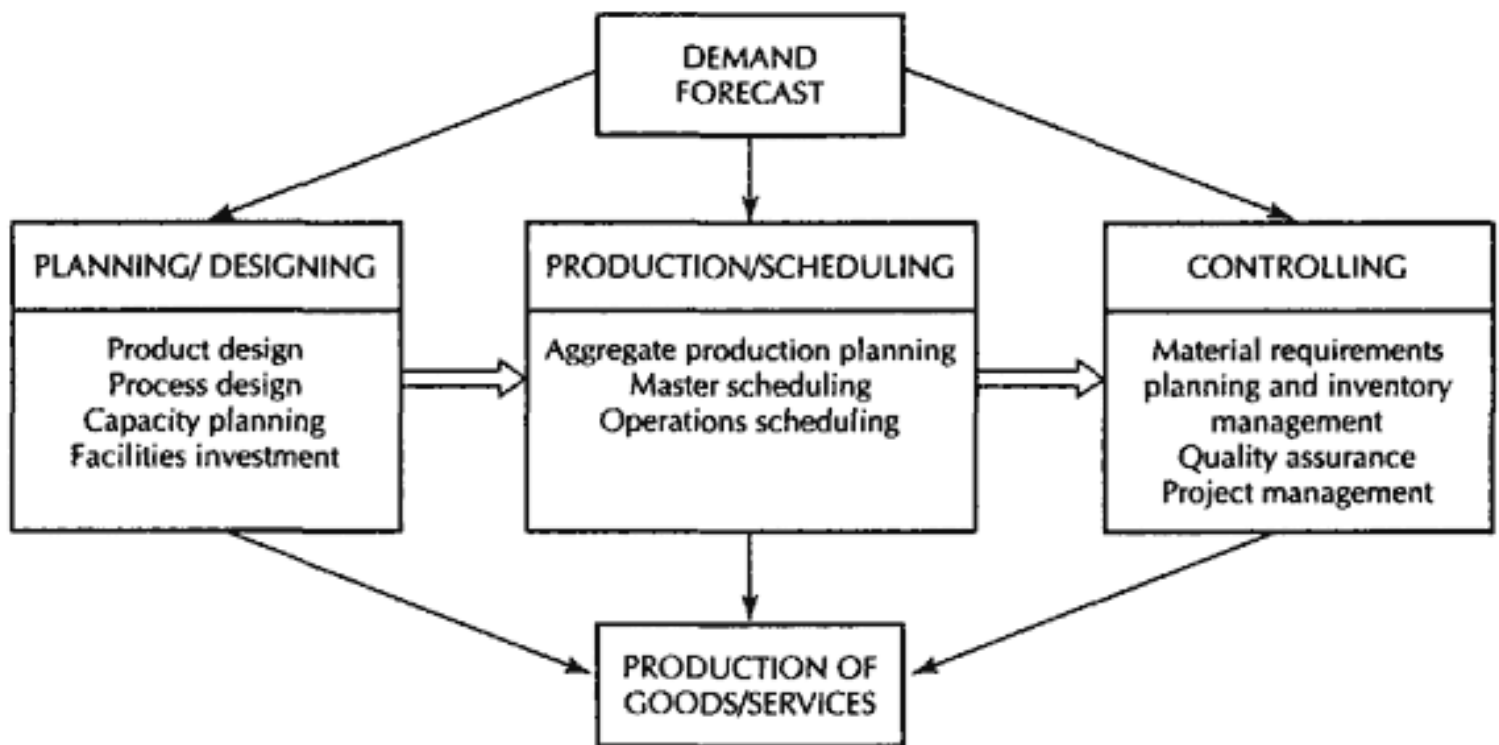 DEMAND
FORECAST
PLANNING/ DESIGNING
Product design
Process design
Capacity planning
Facilities investment
PRODUCTION/SCHEDULING
Aggregate production planning
Master scheduling
Operations scheduling
CONTROLLING
Material requirements
planning and inventory
management
Quality assurance
Project management
PRODUCTION OF
GOODS/SERVICES